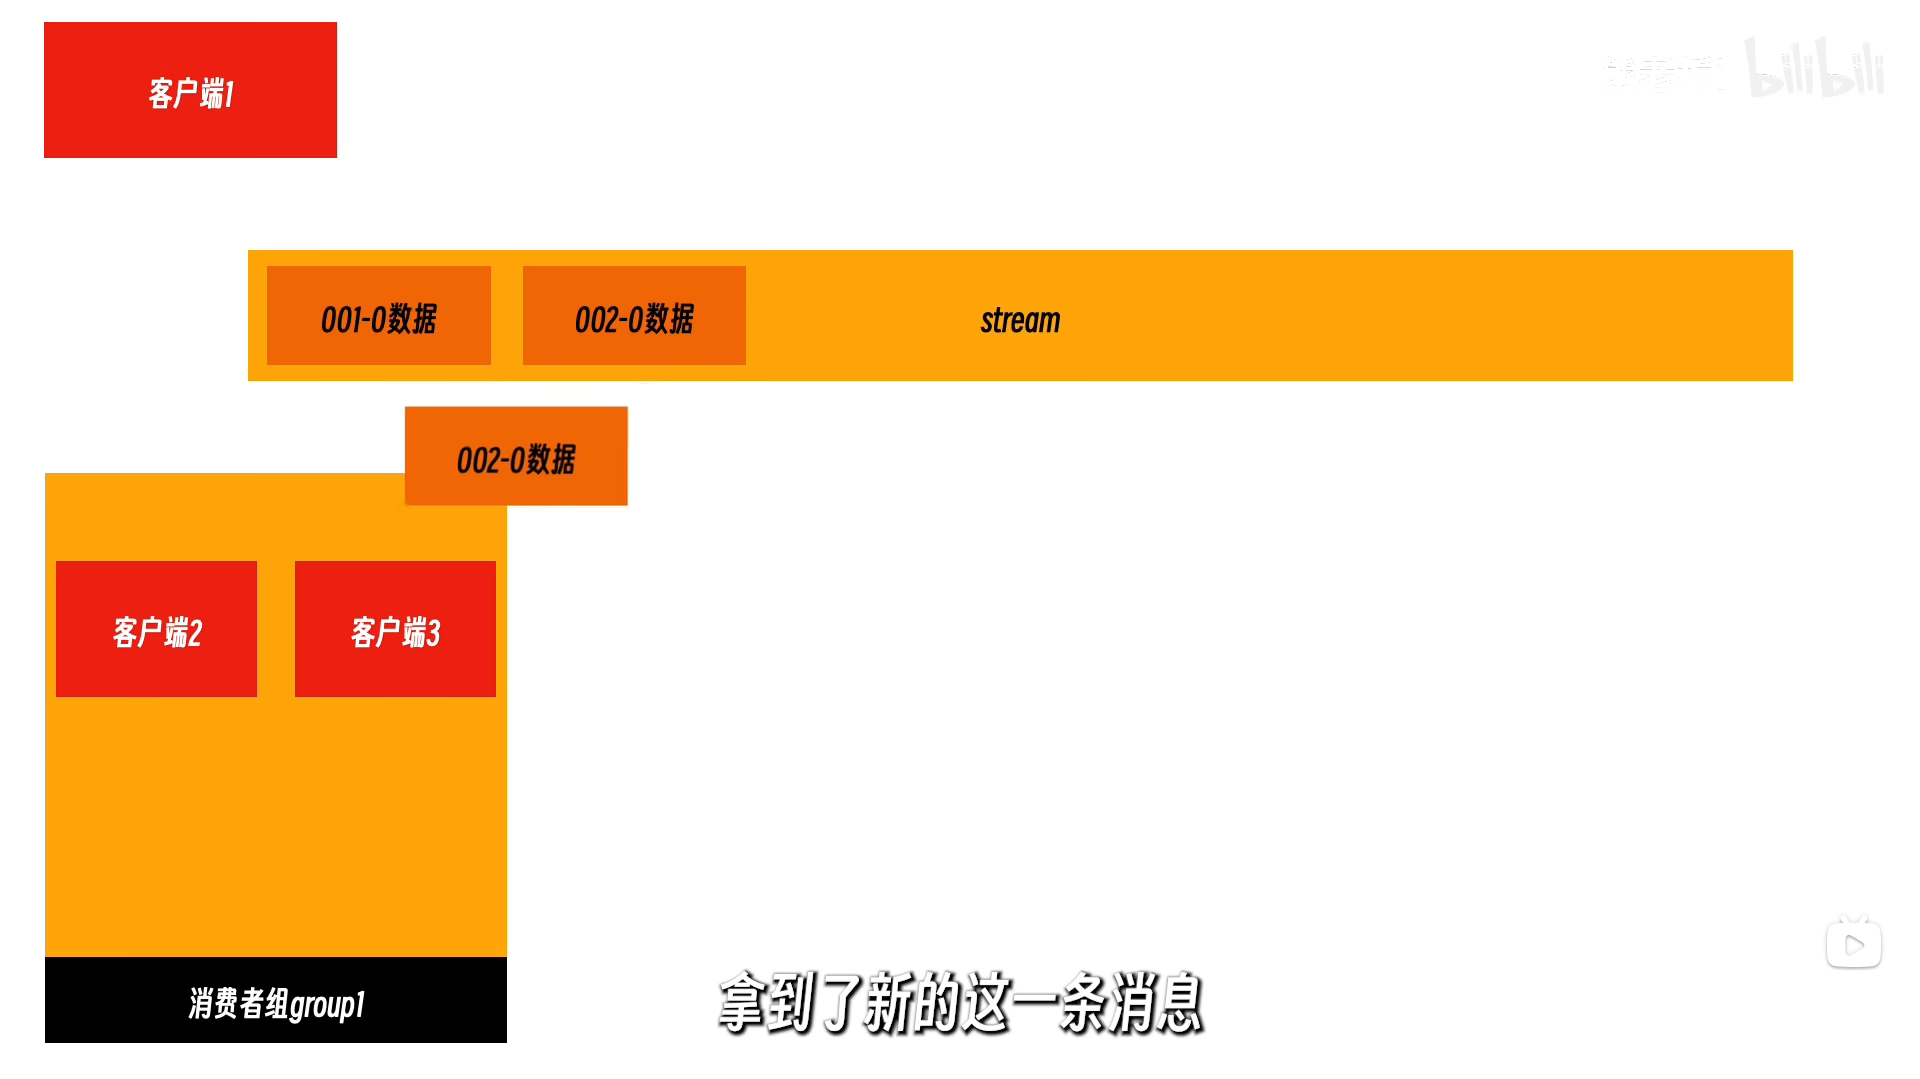 客户端1
bilibili
001-0数据
002-0数据
stream
002-0数据
客户端2
客户端3
消费者组group1
拿到了新的这一条消息